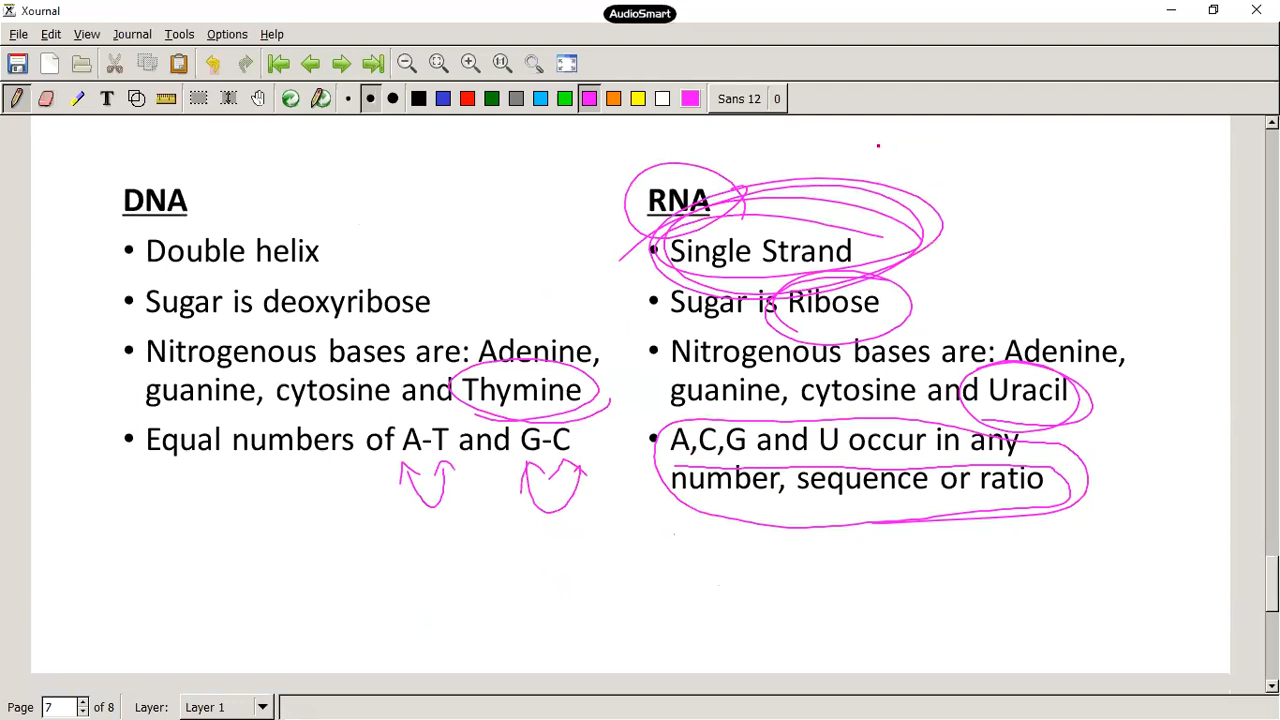 Xournal
AudioSmart
File Edit View Journal Tools Options Help
Sans 12 0
DNA
• Double helix
• Sugar is deoxyribose
• Nitrogenous bases are: Adenine,
guanine, cytosine and Thymine
• Equal numbers of A-T and G-C
RNA
• Single Strand
• Sugar is Ribose
• Nitrogenous bases are: Adenine,
guanine, cytosine and Uracil
• A,C,G and U occur in any
number, sequence or ratio
Page 7 of 8 Layer: Layer 1